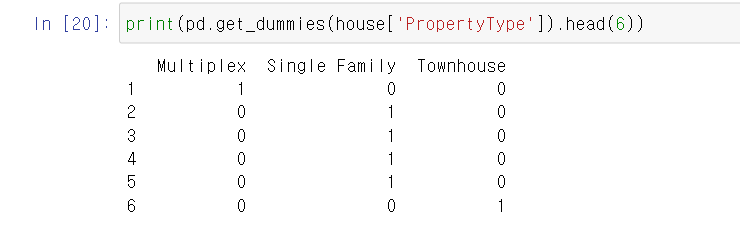 In [20]: print(pd.get_dummies(house['PropertyType']).head(6))
Multiplex Single Family Townhouse
1 1 0 0
2 0 1 0
3 0 1 0
4 0 1 0
5 0 1 0
6 0 0 1